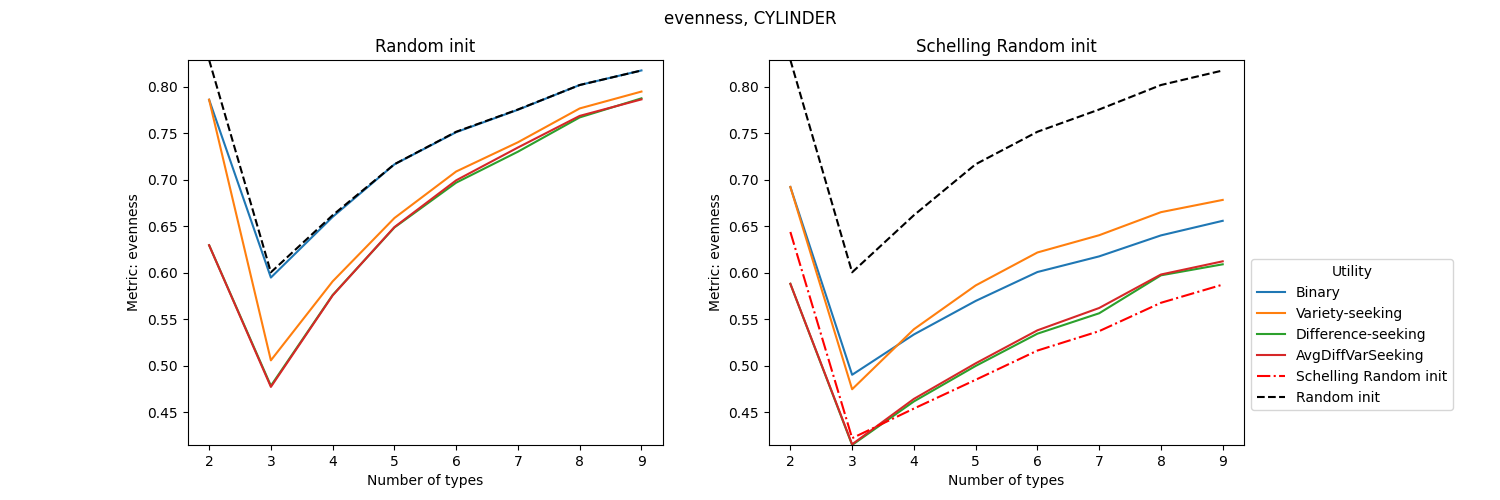 evenness, CYLINDER
Random init
Metric: evenness
0.80
0.75
0.70
0.65
0.60
0.55
0.50
0.45
2 3 4 5 6 7 8 9
Number of types
Schelling Random init
Metric: evenness
0.80
0.75
0.70
0.65
0.60
0.55
0.50
0.45
2 3 4 5 6 7 8 9
Number of types
Utility
Binary
Variety-seeking
Difference-seeking
AvgDiffVarSeeking
Schelling Random init
Random init